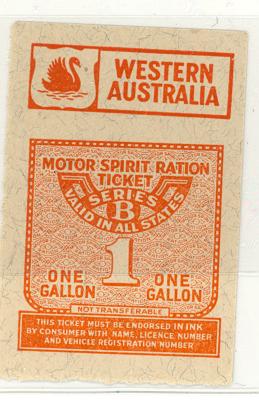 WESTERN
AUSTRALIA
MOTOR SPIRIT RATION
TICKET
SERIES
B
VALID IN ALL STATES
1
ONE GALLON
ONE GALLON
NOT TRANSFERABLE
THIS TICKET MUST BE ENDORSED IN INK
BY CONSUMER WITH NAME, LICENCE NUMBER
AND VEHICLE REGISTRATION NUMBER